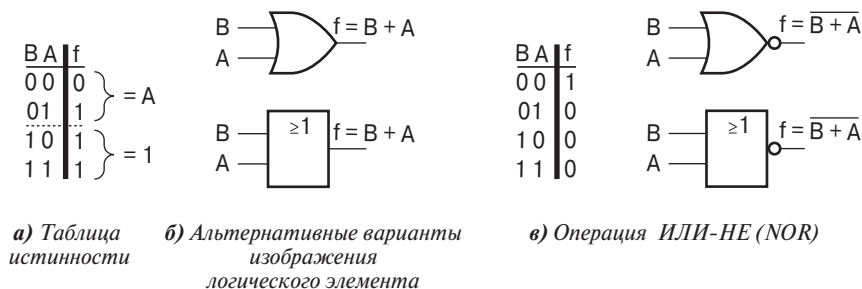 B A f
0 0 0
0 1 1
= A
1 0 1
1 1 1
= 1
B
A
f = B + A
B
A
≥1
f = B + A
B A f
0 0 1
0 1 0
1 0 0
1 1 0
B
A
f = B + A
B
A
≥1
f = B + A
а) Таблица
истинности
б) Альтернативные варианты
изображения
логического элемента
в) Операция ИЛИ-НЕ (NOR)